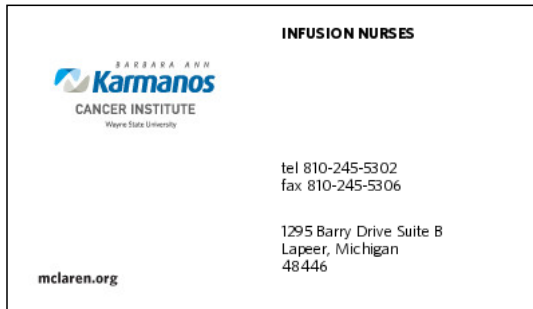 BARBARA ANN
Karmanos
CANCER INSTITUTE
Wayne State University
mclaren.org
INFUSION NURSES
tel 810-245-5302
fax 810-245-5306
1295 Barry Drive Suite B
Lapeer, Michigan
48446